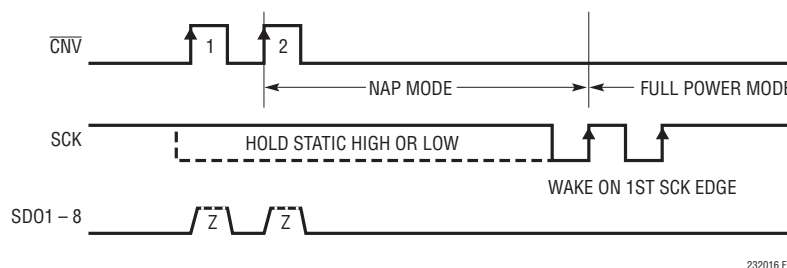 CNV
1
2
NAP MODE
FULL POWER MODE
SCK
HOLD STATIC HIGH OR LOW
WAKE ON 1ST SCK EDGE
SDO1 – 8
Z
Z
232016 F